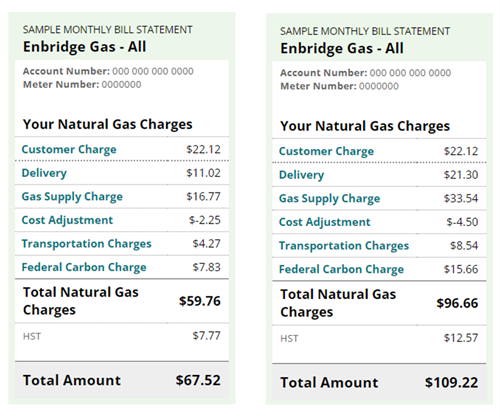 SAMPLE MONTHLY BILL STATEMENT
Enbridge Gas - All
Account Number: 000 000 000 0000
Meter Number: 0000000
Your Natural Gas Charges
Customer Charge $22.12
Delivery $11.02
Gas Supply Charge $16.77
Cost Adjustment $-2.25
Transportation Charges $4.27
Federal Carbon Charge $7.83
Total Natural Gas
Charges $59.76
HST $7.77
Total Amount $67.52
SAMPLE MONTHLY BILL STATEMENT
Enbridge Gas - All
Account Number: 000 000 000 0000
Meter Number: 0000000
Your Natural Gas Charges
Customer Charge $22.12
Delivery $21.30
Gas Supply Charge $33.54
Cost Adjustment $-4.50
Transportation Charges $8.54
Federal Carbon Charge $15.66
Total Natural Gas
Charges $96.66
HST $12.57
Total Amount $109.22